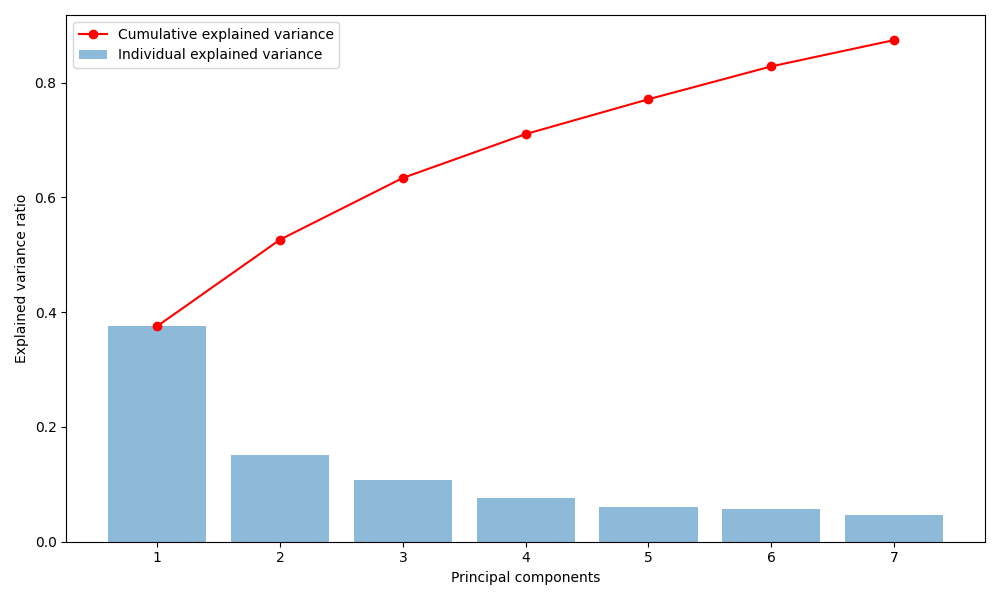 Cumulative explained variance
Individual explained variance
0.8
0.6
0.4
0.2
0.0
Explained variance ratio
1 2 3 4 5 6 7
Principal components